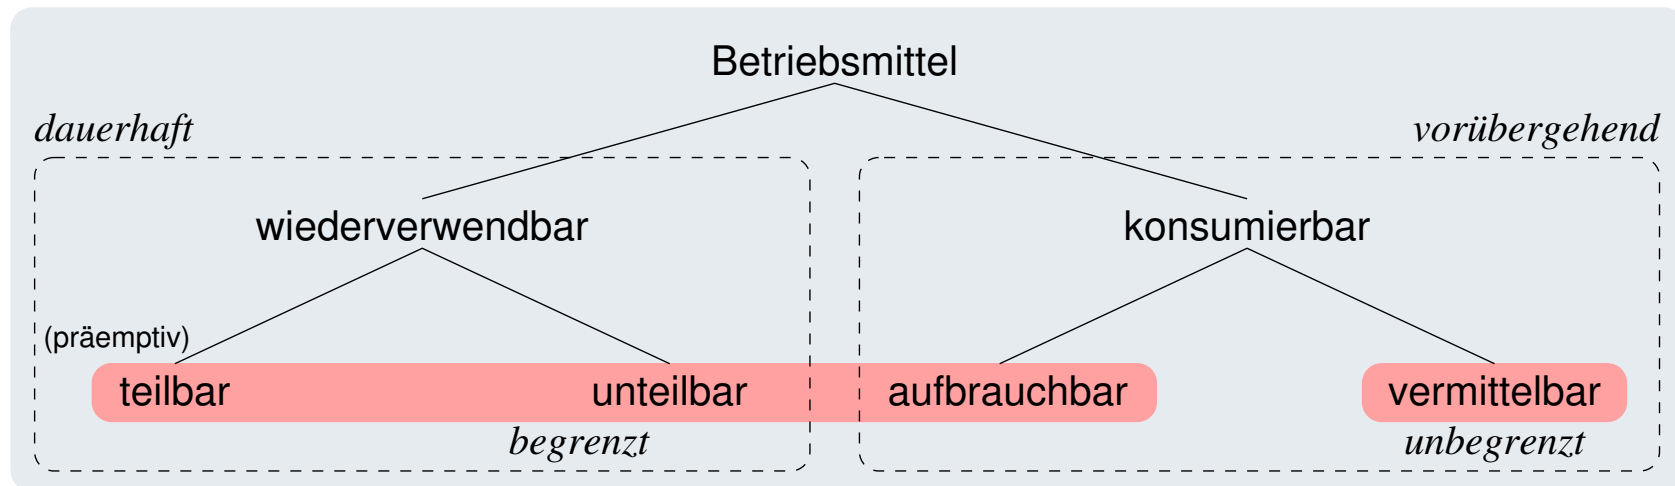 Betriebsmittel
dauerhaft
vorübergehend
wiederverwendbar
konsumierbar
(präemptiv)
teilbar
unteilbar
aufbrauchbar
vermittelbar
begrenzt
unbegrenzt